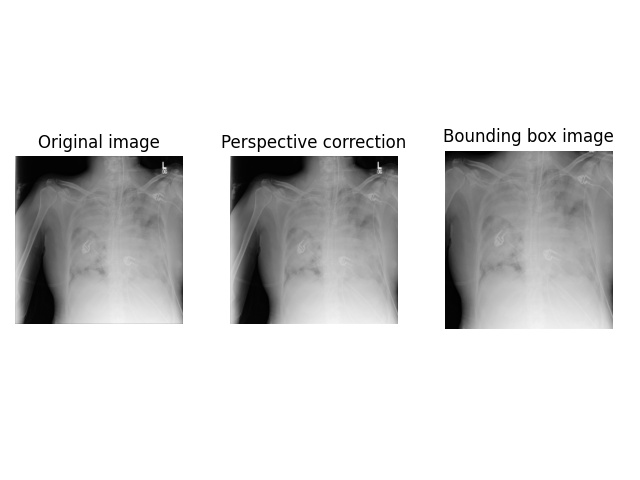 Original image
Perspective correction
Bounding box image
L
L